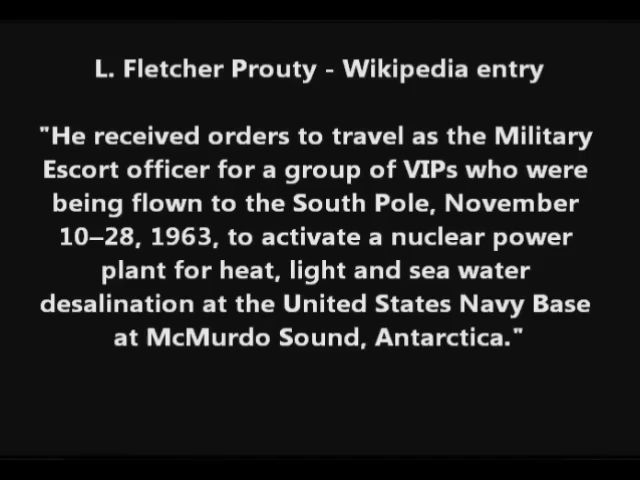 L. Fletcher Prouty - Wikipedia entry
"He received orders to travel as the Military
Escort officer for a group of VIPs who were
being flown to the South Pole, November
10–28, 1963, to activate a nuclear power
plant for heat, light and sea water
desalination at the United States Navy Base
at McMurdo Sound, Antarctica."